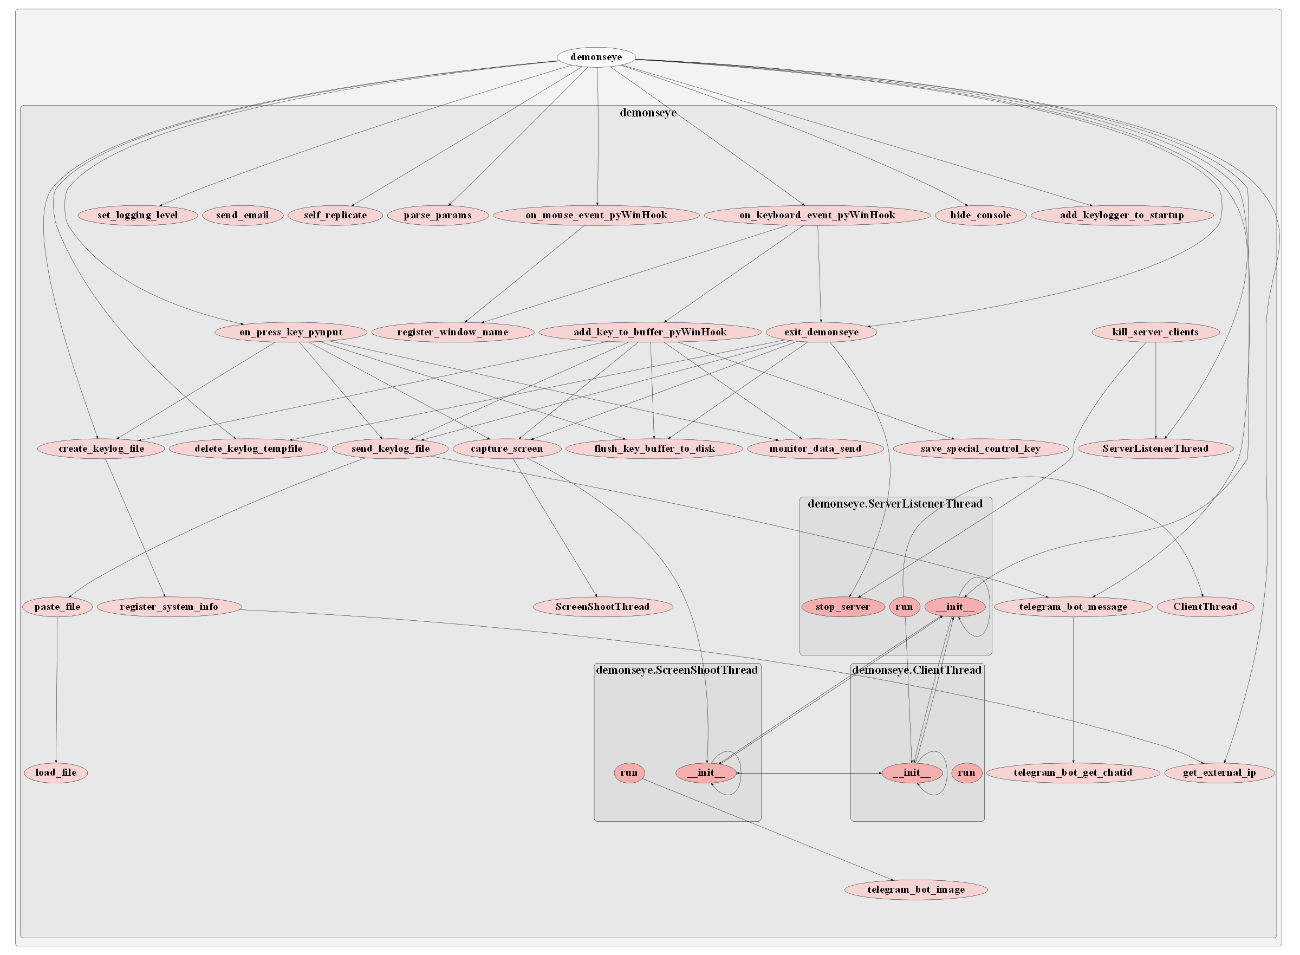 demonseye
demonseye
set_logging_level
send_email
self_replicate
parse_params
on_mouse_event_pyWinHook
on_keyboard_event_pyWinHook
hide_console
add_keylogger_to_startup
on_press_key_pynput
register_window_name
add_key_to_buffer_pyWinHook
exit_demonseye
kill_server_clients
create_keylog_file
delete_keylog_tempfile
send_keylog_file
capture_screen
flush_key_buffer_to_disk
monitor_data_send
save_special_control_key
ServerListenerThread
demonseye.ServerListenerThread
paste_file
register_system_info
ScreenShootThread
stop_server
run
__init__
telegram_bot_message
ClientThread
demonseye.ScreenShootThread
demonseye.ClientThread
load_file
run
__init__
__init__
run
telegram_bot_get_chatid
get_external_ip
telegram_bot_image